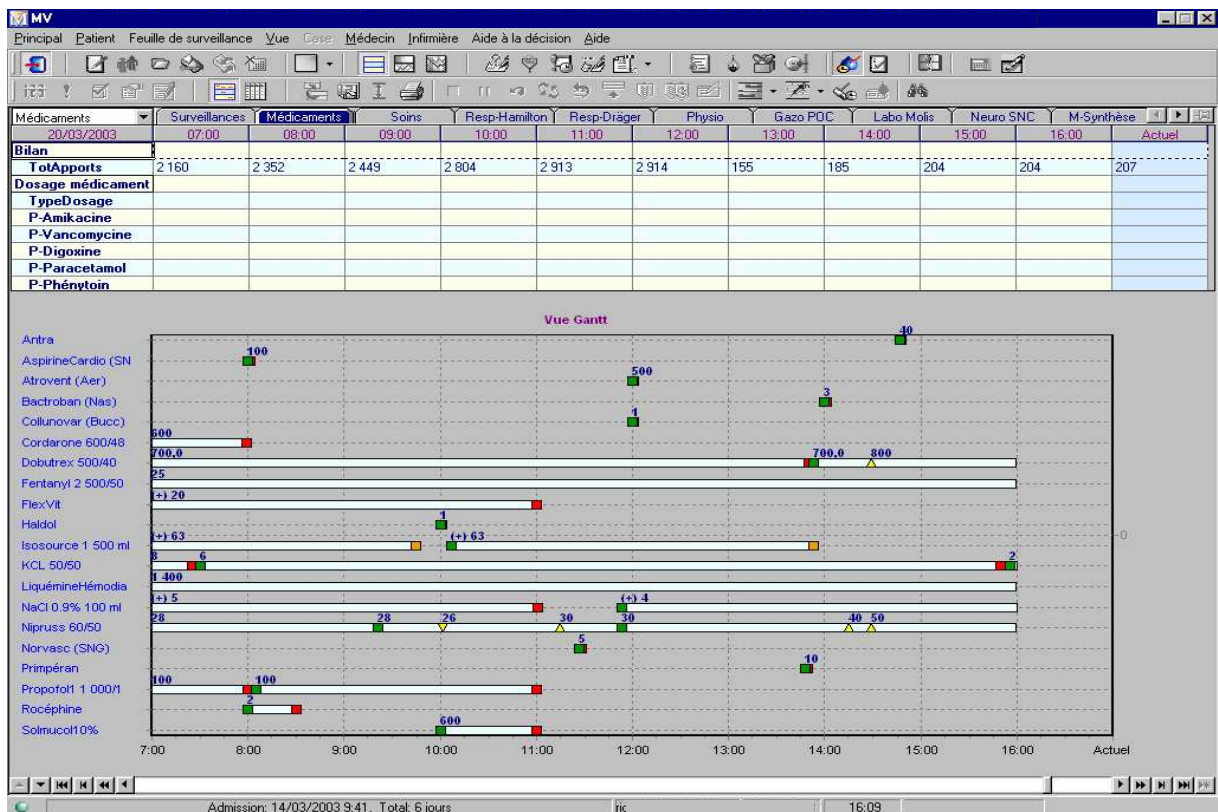 MV
Principal Patient Feuille de surveillance Vue Case Médecin Infirmière Aide à la décision Aide
Médicaments Surveillances Médicaments Soins Resp-Hamilton Resp-Dräger Physio Gazo POC Labo Molis Neuro SNC M-Synthèse
20/03/2003 07:00 08:00 09:00 10:00 11:00 12:00 13:00 14:00 15:00 16:00 Actuel
Bilan
TotApports 2 160 2 352 2 449 2 804 2 913 2 914 155 185 204 204 207
Dosage médicament
TypeDosage
P-Amikacine
P-Vancomycine
P-Digoxine
P-Paracetamol
P-Phénytoin
Vue Gantt
Antra 40
AspirineCardio (SN 100
Atrovent (Aer) 500
Bactroban (Nas) 3
Collunovar (Bucc) 1
Cordarone 600/48 600
Dobutrex 500/40 700.0 700.0 800
Fentanyl 2 500/50 25
FlexVit (+) 20
Haldol 1
Isosource 1 500 ml (+) 63 (+) 63 0
KCL 50/50 8 6 2
LiquémineHémodia 1 400
NaCl 0.9% 100 ml (+) 5 (+) 4
Nipruss 60/50 28 28 26 30 30 40 50
Norvasc (SNG) 5
Primpéran 10
Propofol1 1 000/1 100 100
Rocéphine 2
Solmucol10% 600
7:00 8:00 9:00 10:00 11:00 12:00 13:00 14:00 15:00 16:00 Actuel
Admission: 14/03/2003 9:41. Total: 6 jours ric 16:09